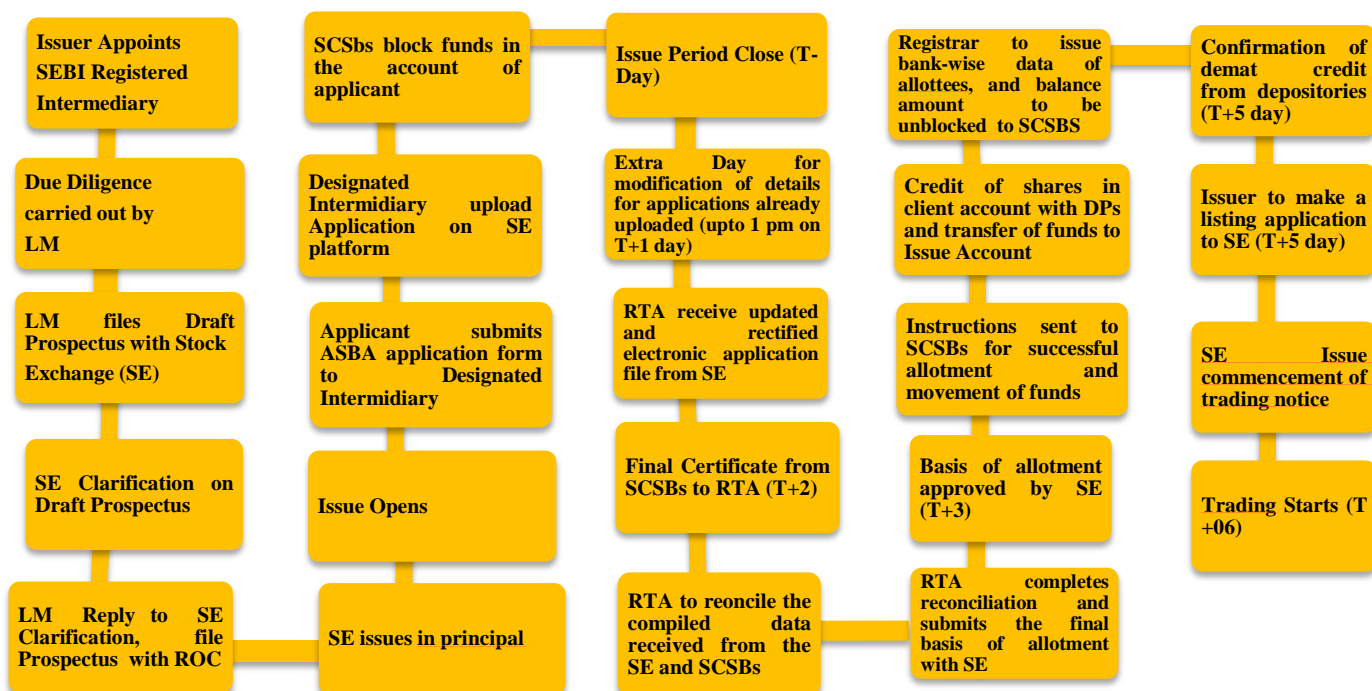 Issuer Appoints
SEBI Registered
Intermediary
Due Diligence
carried out by
LM
LM files Draft
Prospectus with Stock
Exchange (SE)
SE Clarification on
Draft Prospectus
LM Reply to SE
Clarification, file
Prospectus with ROC
SE issues in principal
Issue Opens
Applicant submits
ASBA application form
to Designated
Intermidiary
Designated
Intermidiary upload
Application on SE
platform
SCSbs block funds in
the account of
applicant
Issue Period Close (T-
Day)
Extra Day for
modification of details
for applications already
uploaded (upto 1 pm on
T+1 day)
RTA receive updated
and rectified
electronic application
file from SE
Final Certificate from
SCSBs to RTA (T+2)
RTA to reconcile the
compiled data
received from the
SE and SCSBs
RTA completes
reconciliation and
submits the final
basis of allotment
with SE
Basis of allotment
approved by SE
(T+3)
Instructions sent to
SCSBs for successful
allotment and
movement of funds
Credit of shares in
client account with DPs
and transfer of funds to
Issue Account
Registrar to issue
bank-wise data of
allottees, and balance
amount to be
unblocked to SCSBS
Confirmation of
demat credit
from depositories
(T+5 day)
Issuer to make a
listing application
to SE (T+5 day)
SE Issue
commencement of
trading notice
Trading Starts (T
+06)